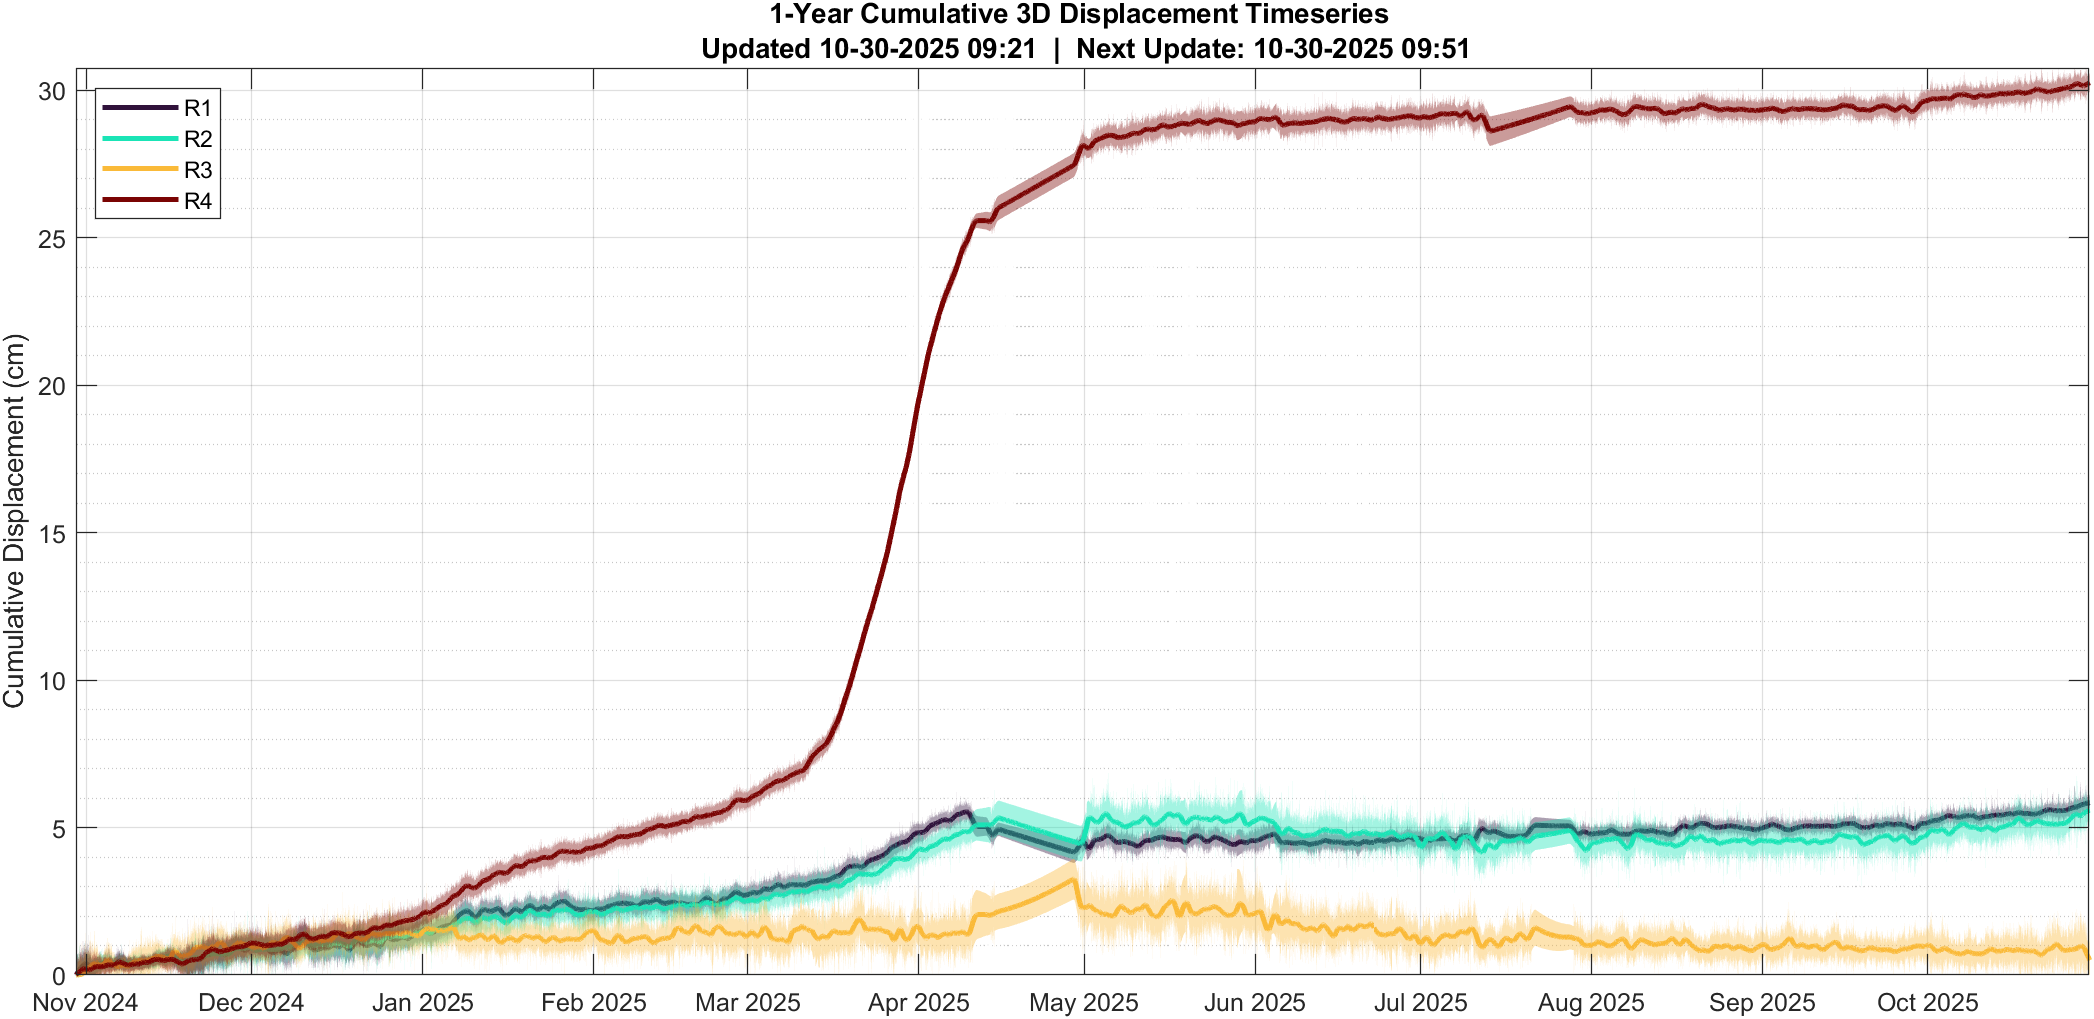 1-Year Cumulative 3D Displacement Timeseries
Updated 10-30-2025 09:21 | Next Update: 10-30-2025 09:51
Cumulative Displacement (cm)
30
25
20
15
10
5
0
R1
R2
R3
R4
Nov 2024 Dec 2024 Jan 2025 Feb 2025 Mar 2025 Apr 2025 May 2025 Jun 2025 Jul 2025 Aug 2025 Sep 2025 Oct 2025